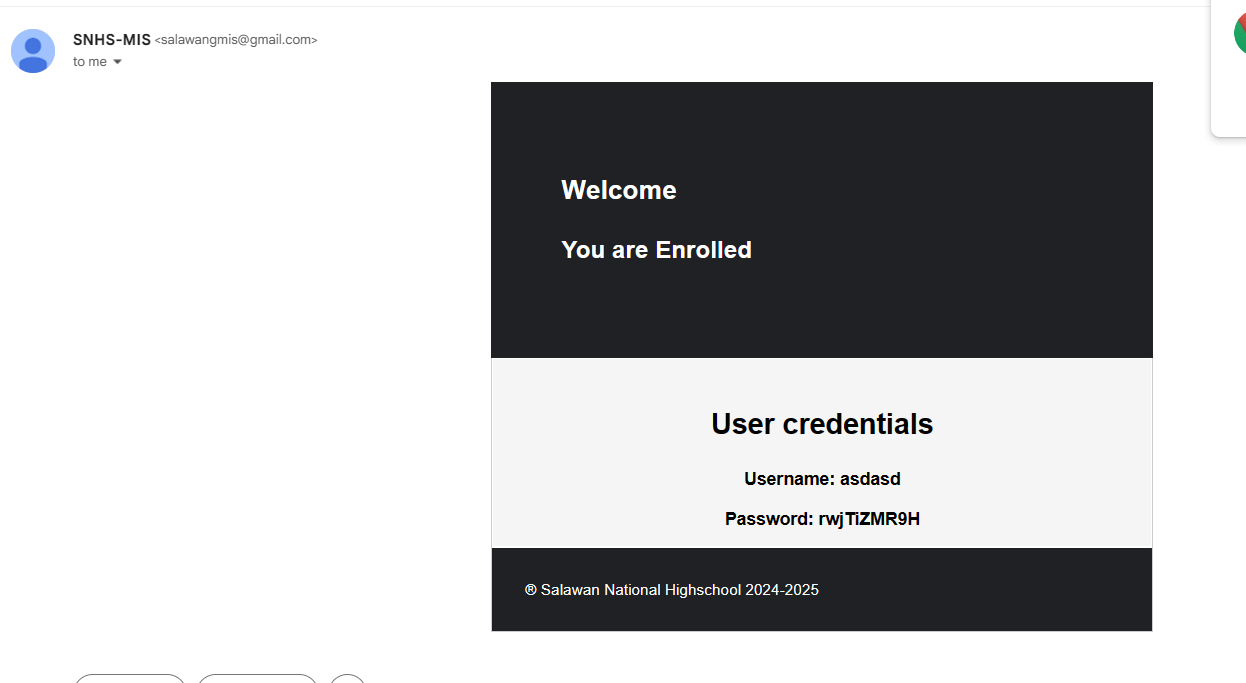 SNHS-MIS <salawangmis@gmail.com>
to me
Welcome
You are Enrolled
User credentials
Username: asdasd
Password: rwjTiZMR9H
® Salawan National Highschool 2024-2025